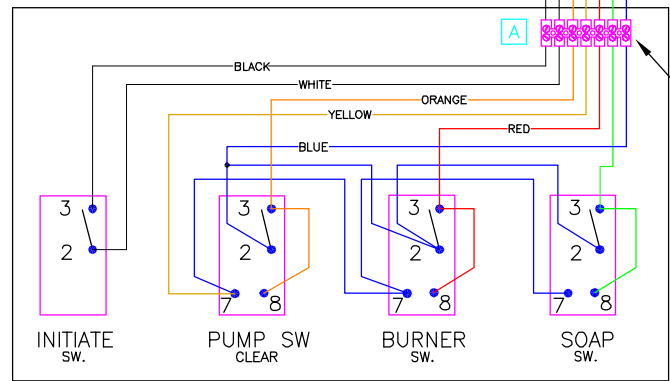 A
BLACK
WHITE
ORANGE
YELLOW
RED
BLUE
3 3 3 3
2 2 2 2
7 8 7 8 7 8
INITIATE PUMP SW BURNER SOAP
SW. CLEAR SW. SW.